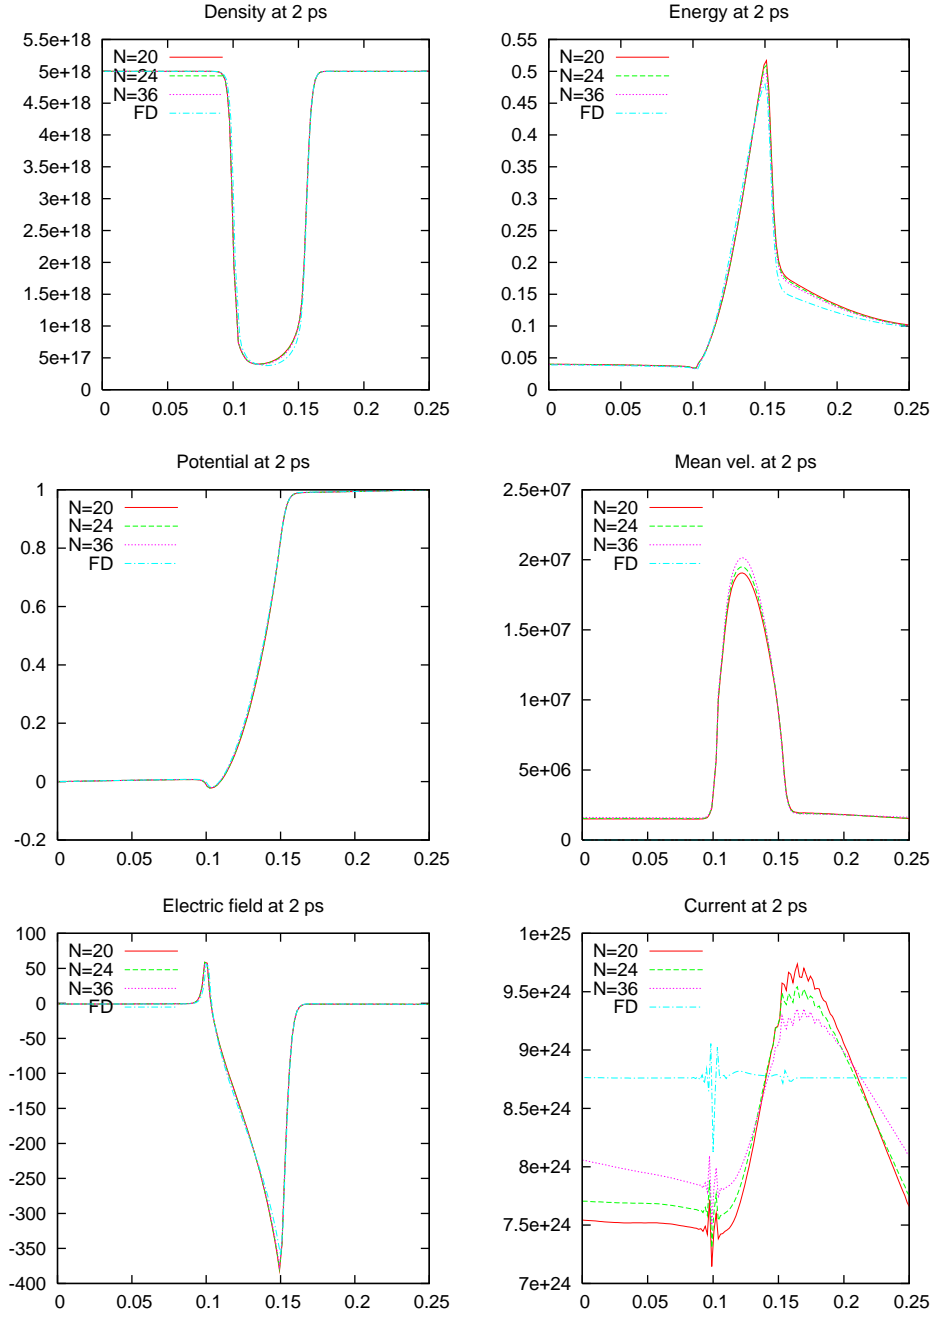 Density at 2 ps
5.5e+18
5e+18
4.5e+18
4e+18
3.5e+18
3e+18
2.5e+18
2e+18
1.5e+18
1e+18
5e+17
0
N=20
N=24
N=36
FD
0 0.05 0.1 0.15 0.2 0.25
Energy at 2 ps
0.55
0.5
0.45
0.4
0.35
0.3
0.25
0.2
0.15
0.1
0.05
0
N=20
N=24
N=36
FD
0 0.05 0.1 0.15 0.2 0.25
Potential at 2 ps
1
0.8
0.6
0.4
0.2
0
-0.2
N=20
N=24
N=36
FD
0 0.05 0.1 0.15 0.2 0.25
Mean vel. at 2 ps
2.5e+07
2e+07
1.5e+07
1e+07
5e+06
0
N=20
N=24
N=36
FD
0 0.05 0.1 0.15 0.2 0.25
Electric field at 2 ps
100
50
0
-50
-100
-150
-200
-250
-300
-350
-400
N=20
N=24
N=36
FD
0 0.05 0.1 0.15 0.2 0.25
Current at 2 ps
1e+25
9.5e+24
9e+24
8.5e+24
8e+24
7.5e+24
7e+24
N=20
N=24
N=36
FD
0 0.05 0.1 0.15 0.2 0.25